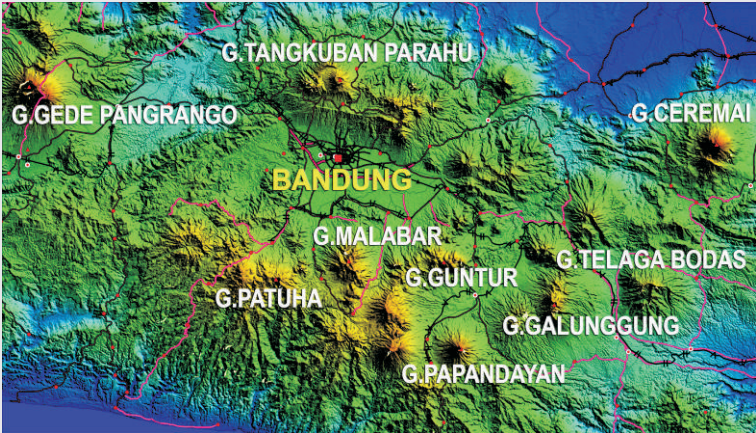 G.TANGKUBAN PARAHU
G.GEDE PANGRANGO
G.CEREMAI
BANDUNG
G.MALABAR
G.TELAGA BODAS
G.GUNTUR
G.PATUHA
G.GALUNGGUNG
G.PAPANDAYAN